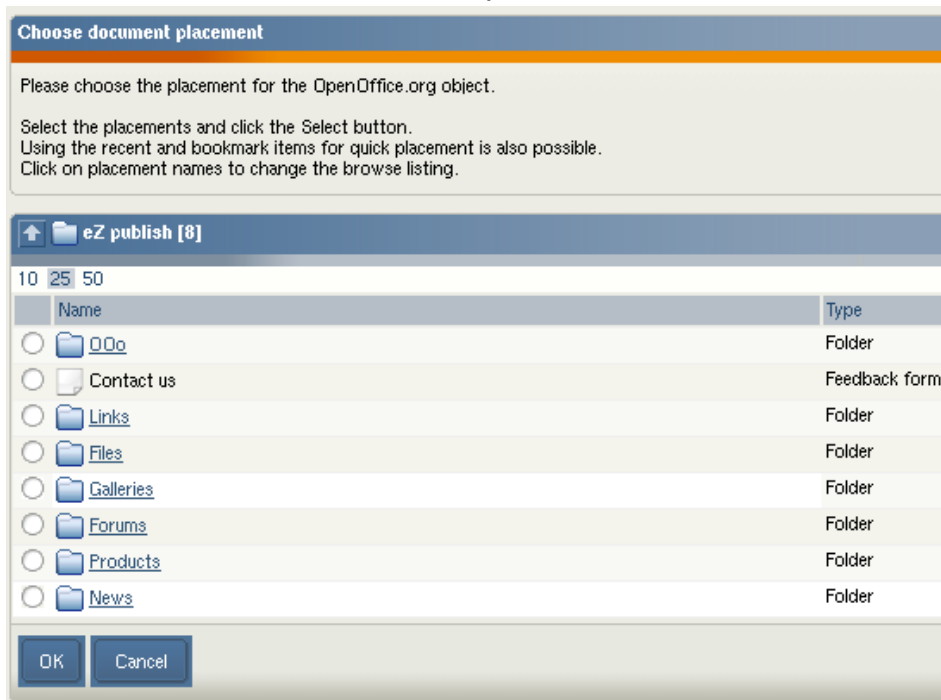 Choose document placement
Please choose the placement for the OpenOffice.org object.
Select the placements and click the Select button.
Using the recent and bookmark items for quick placement is also possible.
Click on placement names to change the browse listing.
eZ publish [8]
10 25 50
Name Type
OOo Folder
Contact us Feedback form
Links Folder
Files Folder
Galleries Folder
Forums Folder
Products Folder
News Folder
OK Cancel